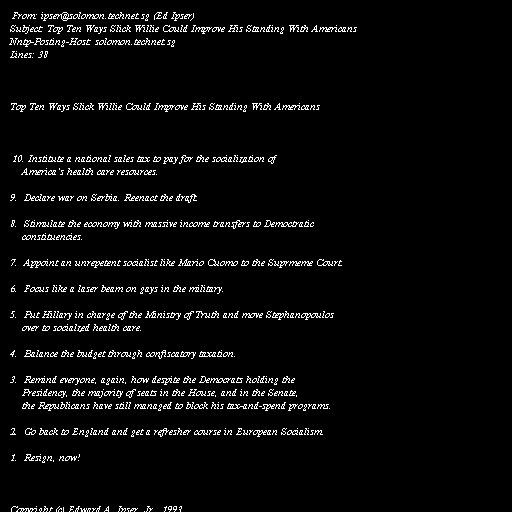 From: ipser@solomon.technet.sg (Ed Ipser)
Subject: Top Ten Ways Slick Willie Could Improve His Standing With Americans
Nntp-Posting-Host: solomon.technet.sg
Lines: 38
Top Ten Ways Slick Willie Could Improve His Standing With Americans
10. Institute a national sales tax to pay for the socialization of
America's health care resources.
9. Declare war on Serbia. Reenact the draft.
8. Stimulate the economy with massive income transfers to Democtratic
constituencies.
7. Appoint an unrepetent socialist like Mario Cuomo to the Suprmeme Court.
6. Focus like a laser beam on gays in the military.
5. Put Hillary in charge of the Ministry of Truth and move Stephanopoulos
over to socialzed health care.
4. Balance the budget through confiscatory taxation.
3. Remind everyone, again, how despite the Democrats holding the
Presidency, the majority of seats in the House, and in the Senate,
the Republicans have still managed to block his tax-and-spend programs.
2. Go back to England and get a refresher course in European Socialism.
1. Resign, now!
Copyright (c) Edward A. Ipser, Jr., 1993